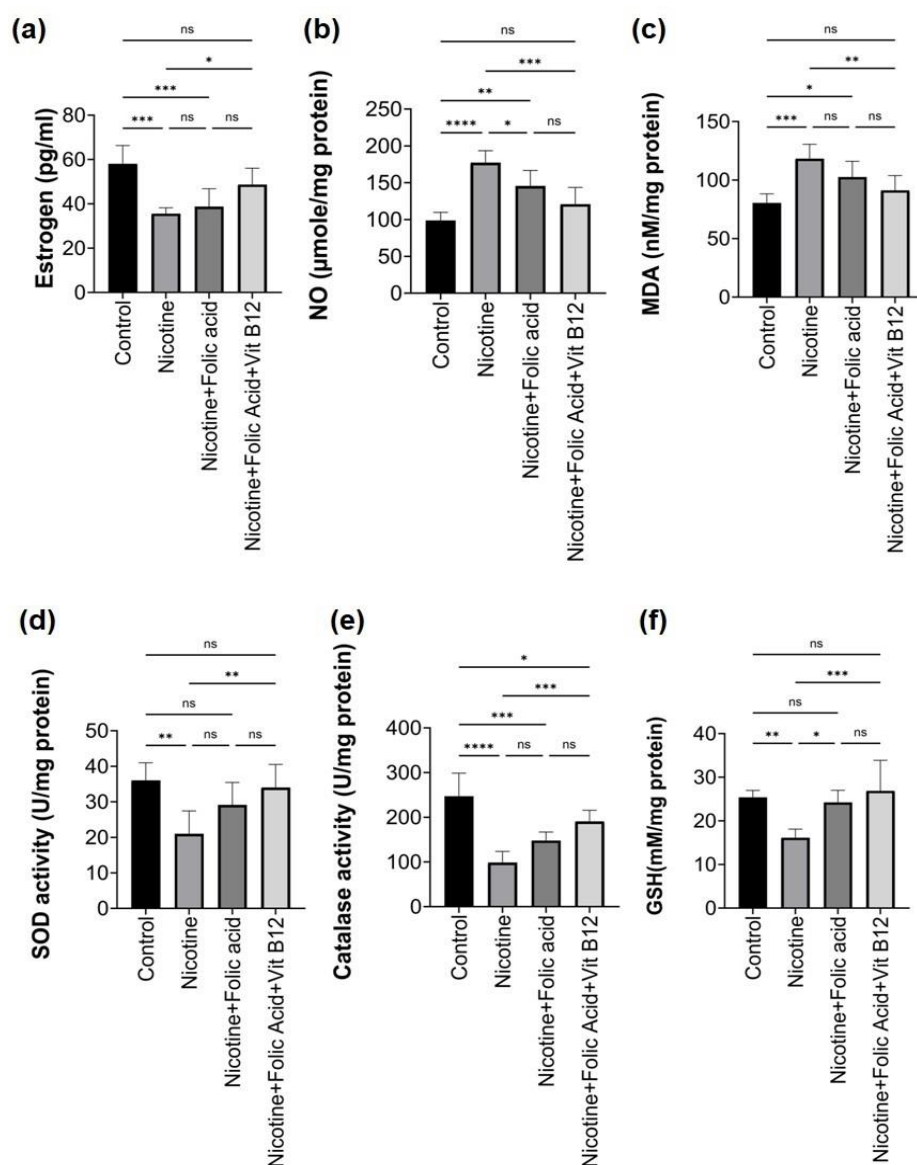 (a)
ns
*
***
*** ns ns
Estrogen (pg/ml)
80
60
40
20
0
Control
Nicotine
Nicotine+Folic acid
Nicotine+Folic Acid+Vit B12
(b)
ns
***
**
**** * ns
NO (µmole/mg protein)
250
200
150
100
50
0
Control
Nicotine
Nicotine+Folic acid
Nicotine+Folic Acid+Vit B12
(c)
ns
**
*
*** ns ns
MDA (nM/mg protein)
150
100
50
0
Control
Nicotine
Nicotine+Folic acid
Nicotine+Folic Acid+Vit B12
(d)
ns
**
ns
** ns ns
SOD activity (U/mg protein)
50
40
30
20
10
0
Control
Nicotine
Nicotine+Folic acid
Nicotine+Folic Acid+Vit B12
(e)
*
***
***
**** ns ns
Catalase activity (U/mg protein)
400
300
200
100
0
Control
Nicotine
Nicotine+Folic acid
Nicotine+Folic Acid+Vit B12
(f)
ns
***
ns
** * ns
GSH(mM/mg protein)
40
30
20
10
0
Control
Nicotine
Nicotine+Folic acid
Nicotine+Folic Acid+Vit B12